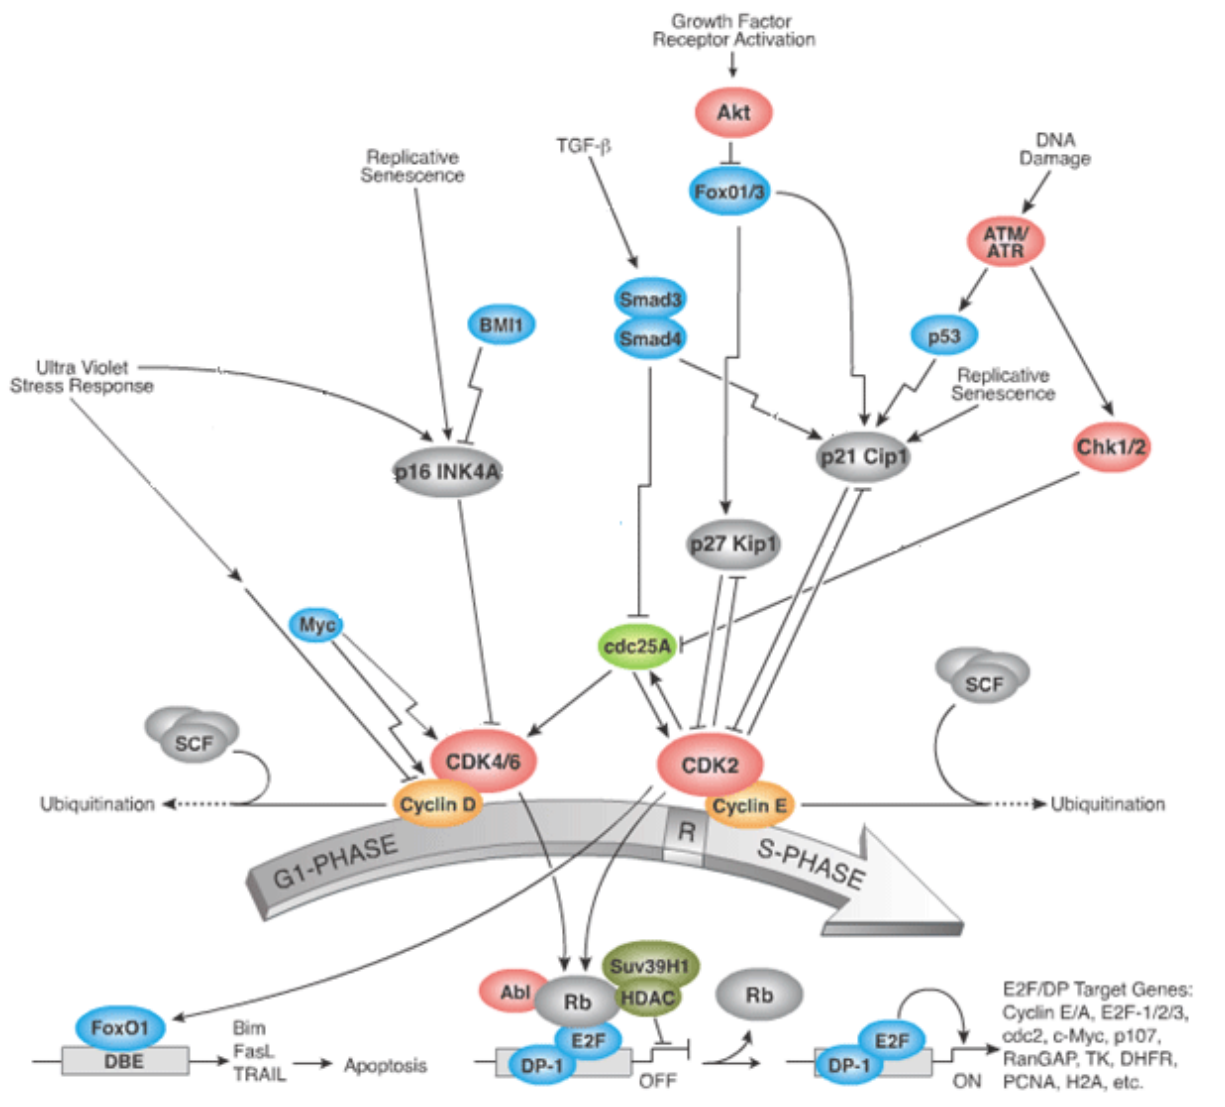 Growth Factor
Receptor Activation
Akt
TGF-β
DNA
Damage
Replicative
Senescence
Fox01/3
ATM/
ATR
Smad3
Smad4
BMI1
p53
Ultra Violet
Stress Response
Replicative
Senescence
p16 INK4A
p21 Cip1
Chk1/2
p27 Kip1
Myc
cdc25A
SCF
SCF
CDK4/6
CDK2
Ubiquitination
Cyclin D
Cyclin E
Ubiquitination
G1-PHASE
R
S-PHASE
Suv39H1
Abl
Rb
HDAC
Rb
E2F/DP Target Genes:
Cyclin E/A, E2F-1/2/3,
cdc2, c-Myc, p107,
RanGAP, TK, DHFR,
PCNA, H2A, etc.
FoxO1
DBE
Bim
FasL
TRAIL
Apoptosis
E2F
DP-1
OFF
E2F
DP-1
ON